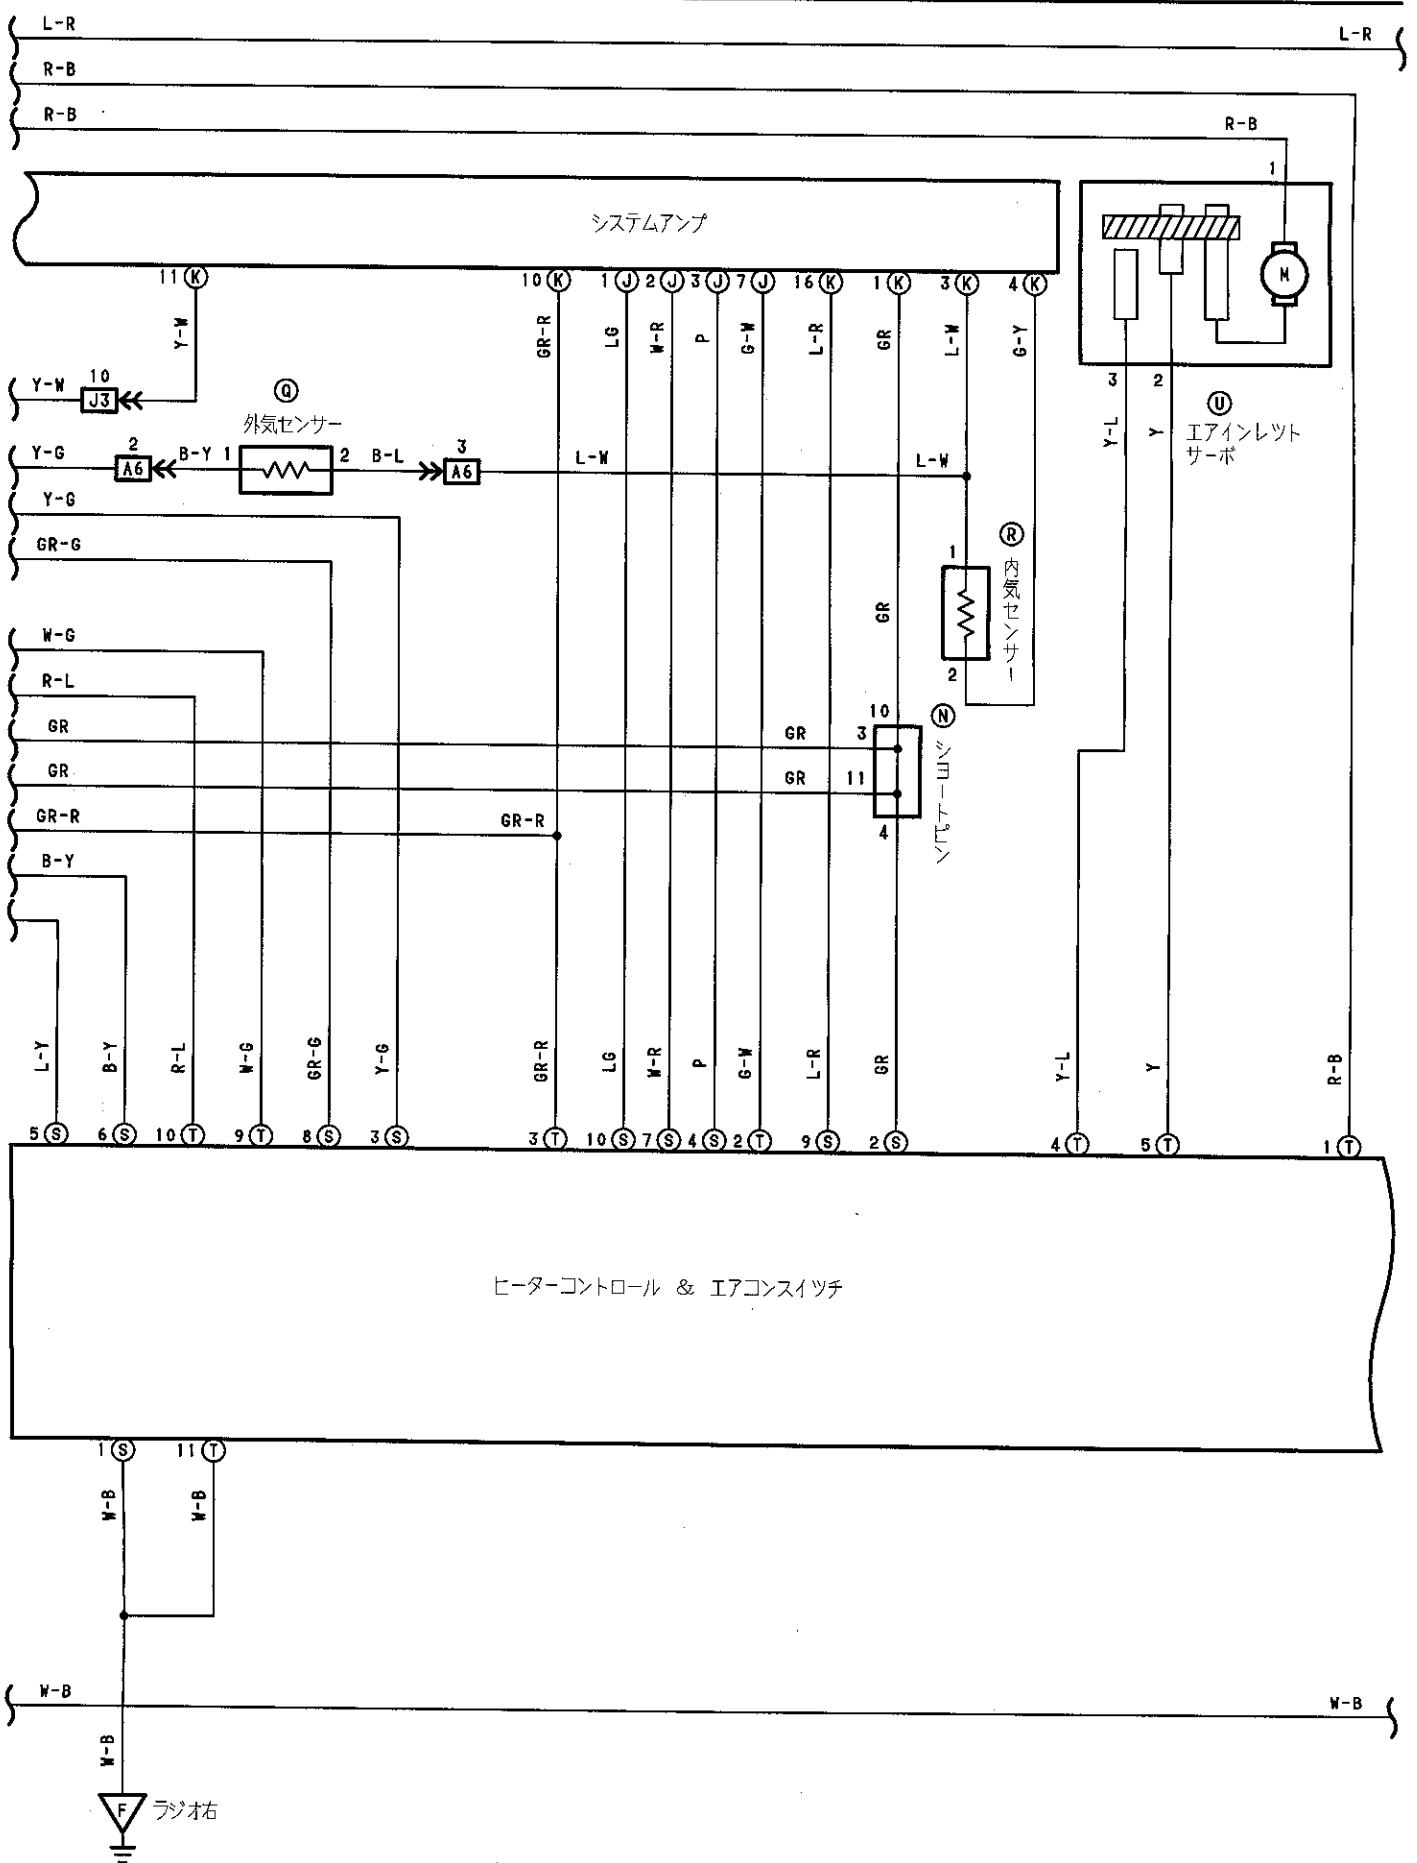 L-R
L-R
R-B
R-B
R-B
1
システムアンプ
M
11 K
10 K
1 J
2 J
3 J
7 J
16 K
1 K
3 K
4 K
Y-W
GR-R
LG
W-R
P
G-W
L-R
GR
L-W
G-Y
3
2
Y-W
10
J3
Q
外気センサー
U
エアインレツト
サーボ
Y-L
Y
Y-G
2
A6
B-Y
1
2
B-L
3
A6
L-W
L-W
Y-G
GR-G
R
内気センサー
1
2
GR
W-G
R-L
GR
GR
3
10
N
シヨートピン
GR
GR
11
GR-R
GR-R
4
B-Y
L-Y
B-Y
R-L
W-G
GR-G
Y-G
GR-R
LG
W-R
P
G-W
L-R
GR
Y-L
Y
R-B
5 S
6 S
10 T
9 T
8 S
3 S
3 T
10 S
7 S
4 S
2 T
9 S
2 S
4 T
5 T
1 T
ヒーターコントロール & エアコンスイツチ
1 S
11 T
W-B
W-B
W-B
W-B
W-B
F
ラジオ右